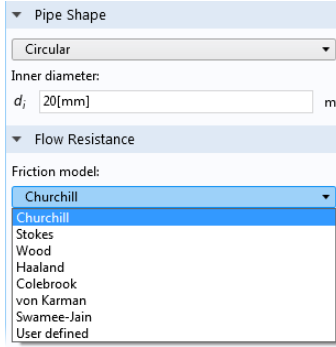 Pipe Shape
Circular
Inner diameter:
di 20[mm] m
Flow Resistance
Friction model:
Churchill
Churchill
Stokes
Wood
Haaland
Colebrook
von Karman
Swamee-Jain
User defined